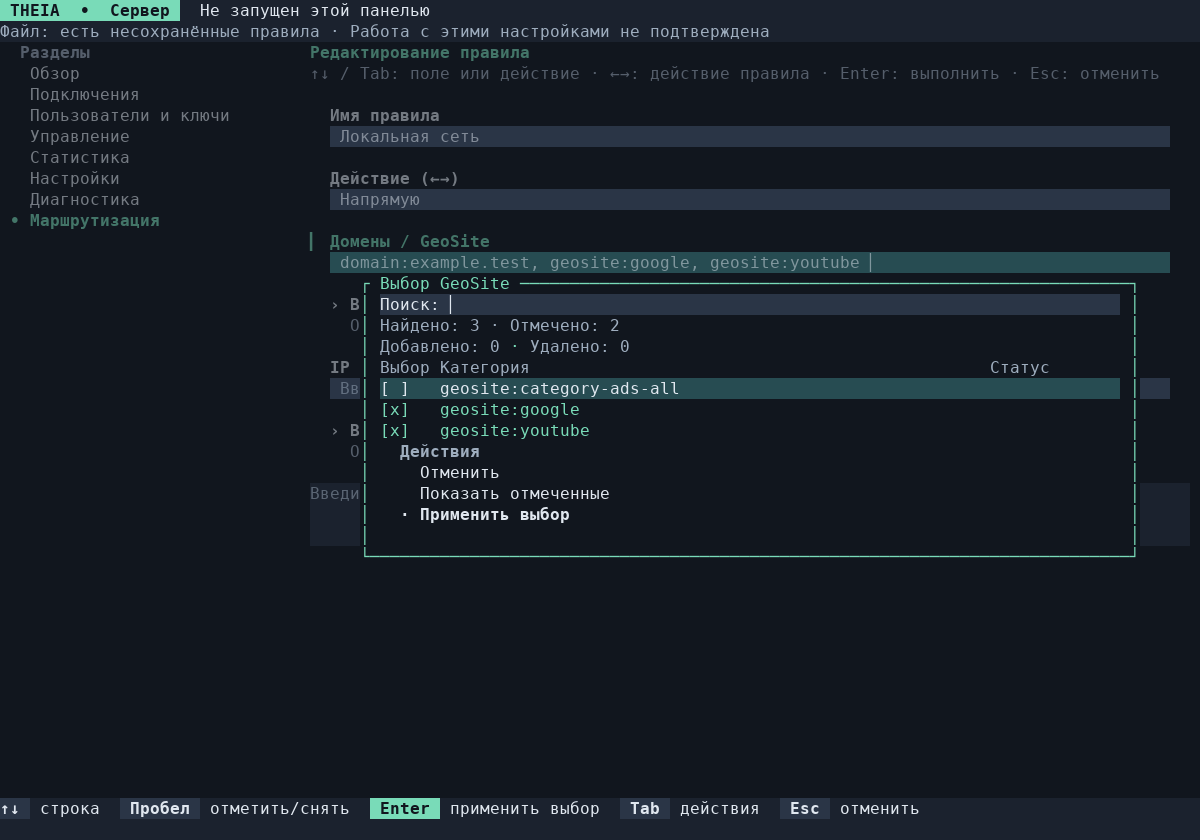 THEIA • Сервер Не запущен этой панелью
Файл: есть несохранённые правила · Работа с этими настройками не подтверждена
Разделы
Обзор
Подключения
Пользователи и ключи
Управление
Статистика
Настройки
Диагностика
• Маршрутизация
Редактирование правила
↑↓ / Tab: поле или действие · ←→: действие правила · Enter: выполнить · Esc: отменить
Имя правила
Локальная сеть
Действие (←→)
Напрямую
Домены / GeoSite
domain:example.test, geosite:google, geosite:youtube
› В
О
IP
Вв
› В
О
Введи
Выбор GeoSite
Поиск:
Найдено: 3 · Отмечено: 2
Добавлено: 0 · Удалено: 0
Выбор Категория Статус
[ ] geosite:category-ads-all
[x] geosite:google
[x] geosite:youtube
Действия
Отменить
Показать отмеченные
· Применить выбор
↑↓ строка Пробел отметить/снять Enter применить выбор Tab действия Esc отменить